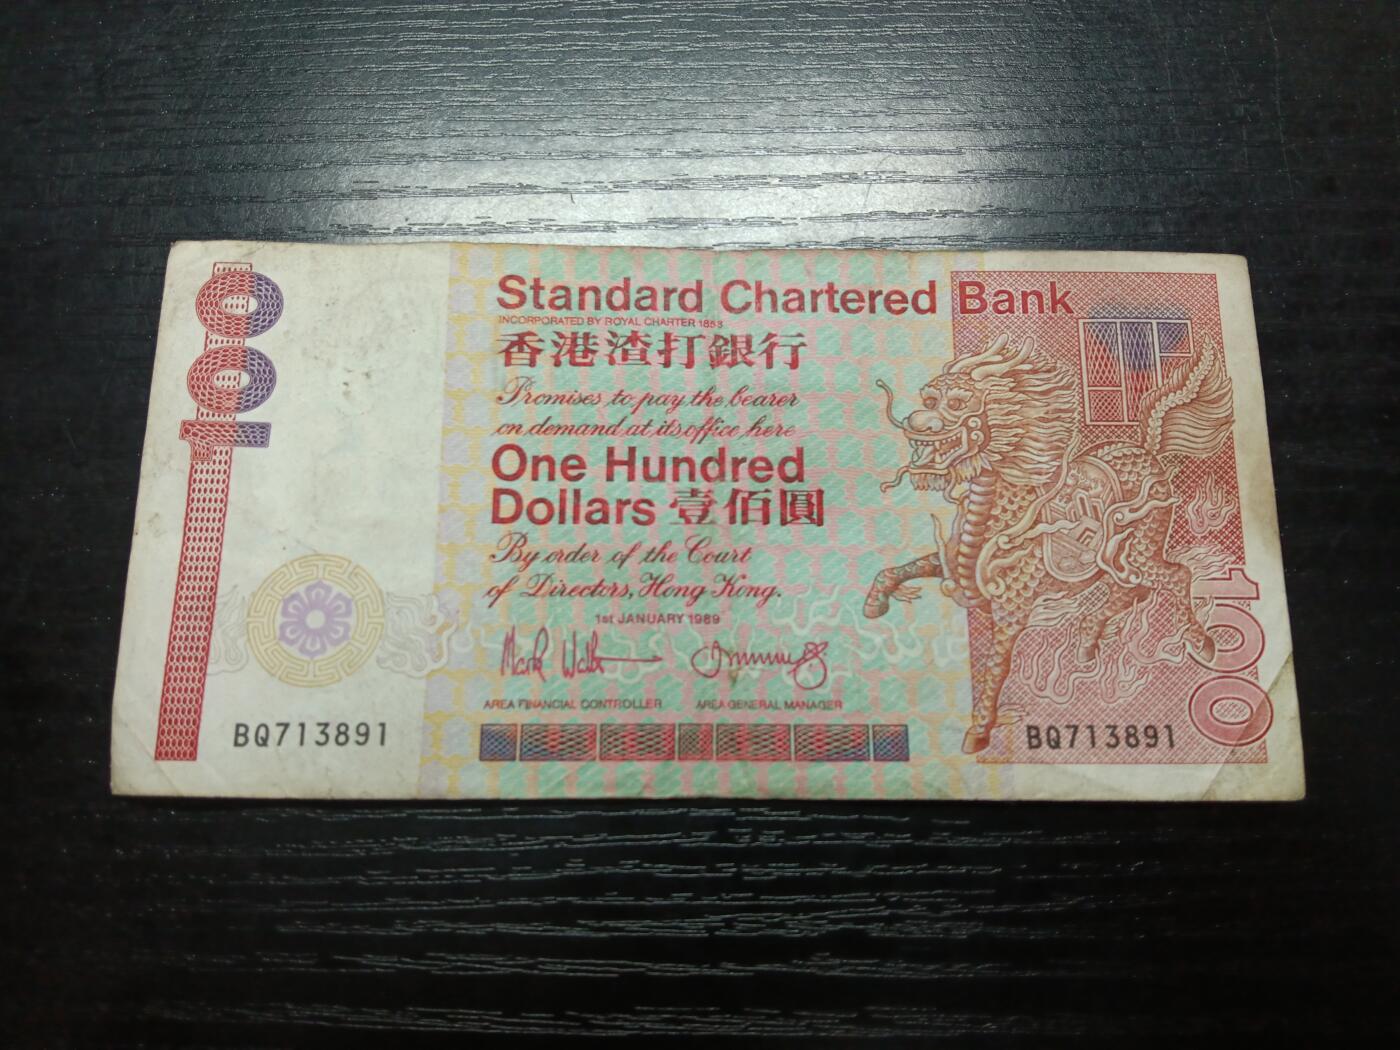 100
Standard Chartered Bank
INCORPORATED BY ROYAL CHARTER 1853
香港渣打銀行
Promises to pay the bearer
on demand at its office here
One Hundred
Dollars 壹佰圓
By order of the Court
of Directors, Hong Kong.
1st JANUARY 1989
AREA FINANCIAL CONTROLLER AREA GENERAL MANAGER
BQ713891
BQ713891
100